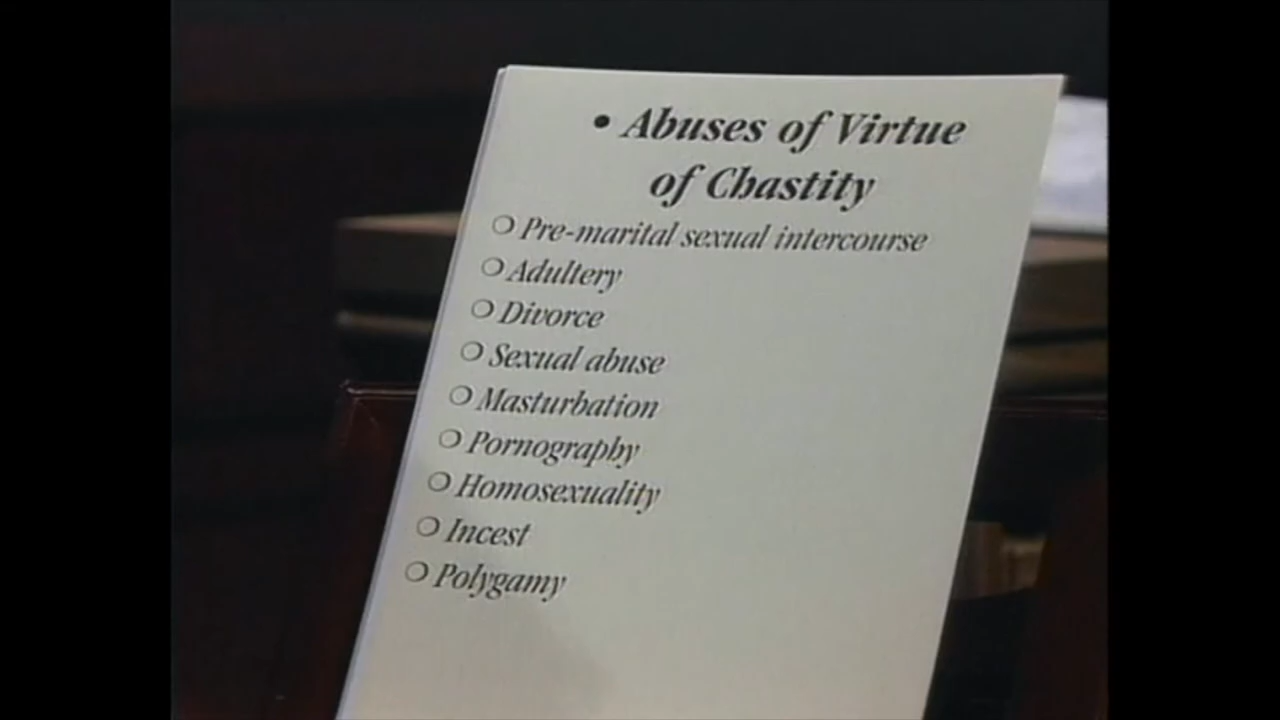 • Abuses of Virtue
of Chastity
❍ Pre-marital sexual intercourse
❍ Adultery
❍ Divorce
❍ Sexual abuse
❍ Masturbation
❍ Pornography
❍ Homosexuality
❍ Incest
❍ Polygamy